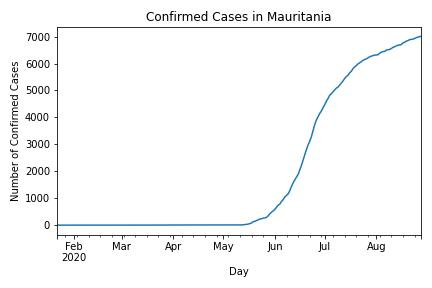 Confirmed Cases in Mauritania
Number of Confirmed Cases
7000
6000
5000
4000
3000
2000
1000
0
Feb Mar Apr May Jun Jul Aug
2020
Day